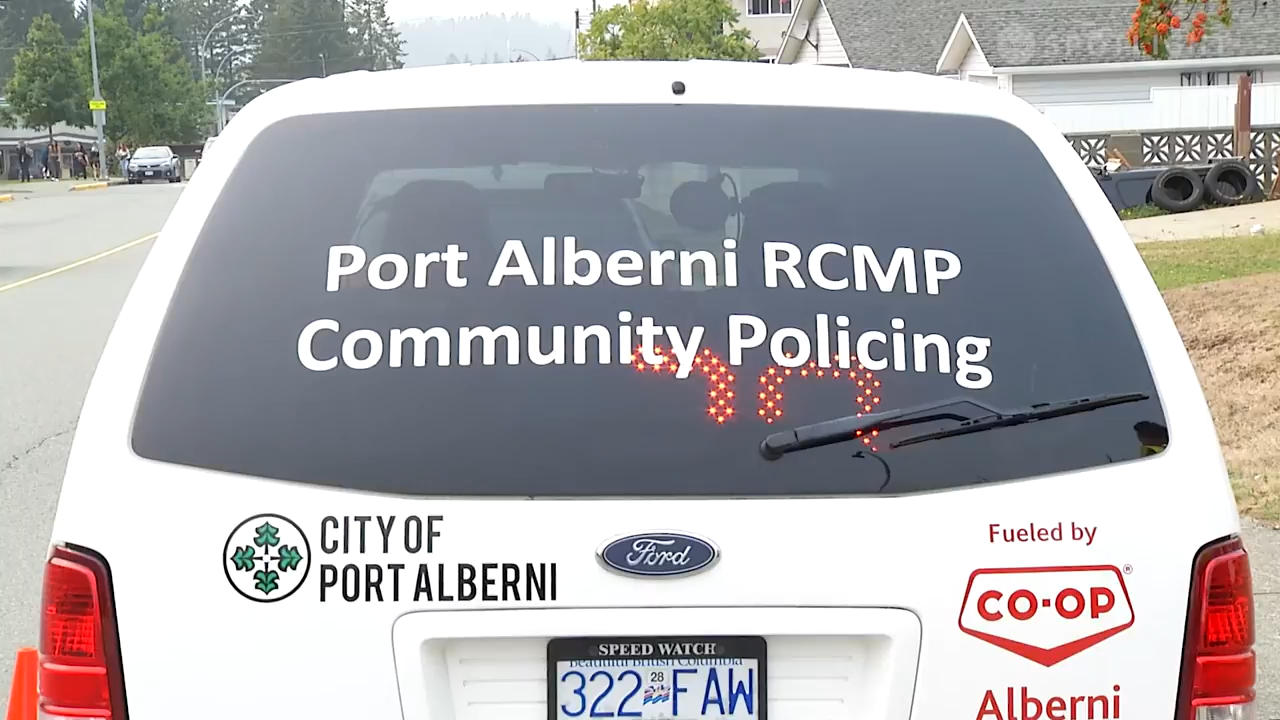 Port Alberni RCMP
Community Policing
CITY OF
PORT ALBERNI
Ford
Fueled by
CO-OP®
Alberni
SPEED WATCH
Beautiful British Columbia
322 28 FAW